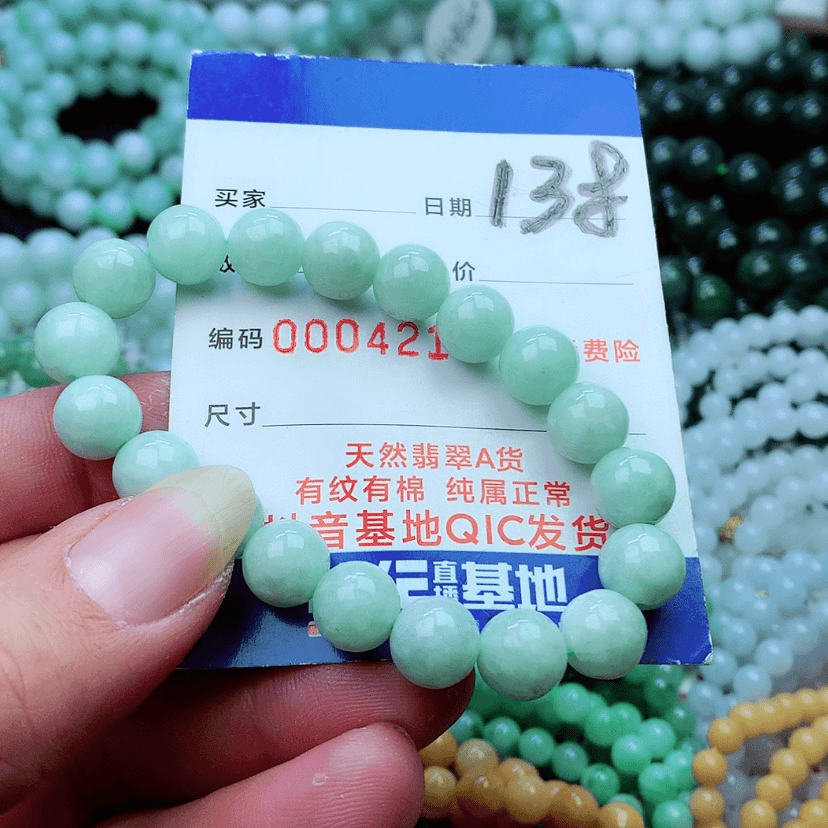 买家 日期 13
价
编码 000421 费险
尺寸
天然翡翠A货
有纹有棉 纯属正常
音基地QIC发货
直播基地